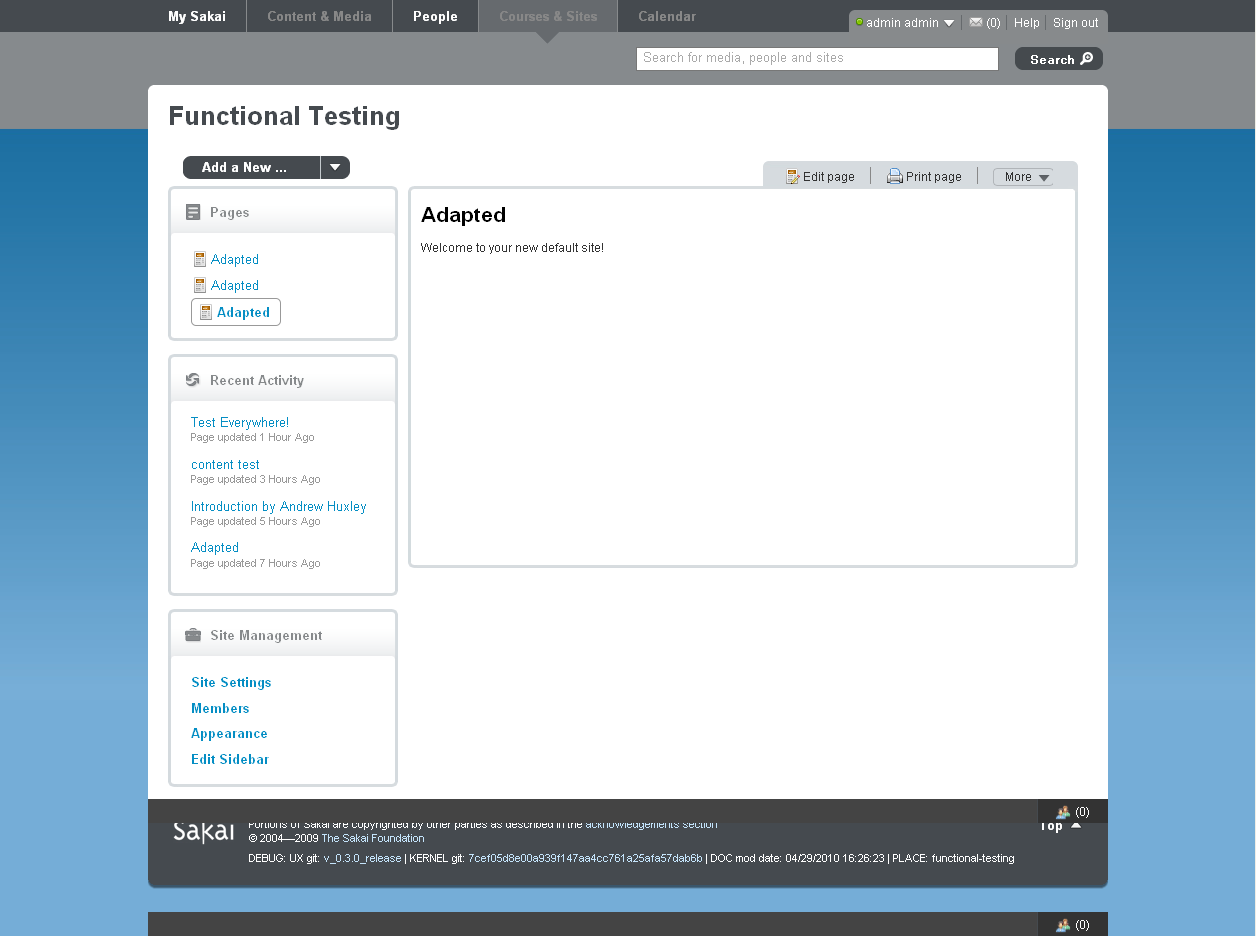 My Sakai Content & Media People Courses & Sites Calendar
admin admin (0) Help Sign out
Search for media, people and sites
Search
Functional Testing
Add a New ...
Edit page Print page More
Pages
Adapted
Adapted
Adapted
Adapted
Welcome to your new default site!
Recent Activity
Test Everywhere!
Page updated 1 Hour Ago
content test
Page updated 3 Hours Ago
Introduction by Andrew Huxley
Page updated 5 Hours Ago
Adapted
Page updated 7 Hours Ago
Site Management
Site Settings
Members
Appearance
Edit Sidebar
(0)
Sakai
Portions of Sakai are copyrighted by other parties as described in the acknowledgements section
Top
© 2004—2009 The Sakai Foundation
DEBUG: UX git: v_0.3.0_release | KERNEL git: 7cef05d8e00a939f147aa4cc761a25afa57dab6b | DOC mod date: 04/29/2010 16:26:23 | PLACE: functional-testing
(0)